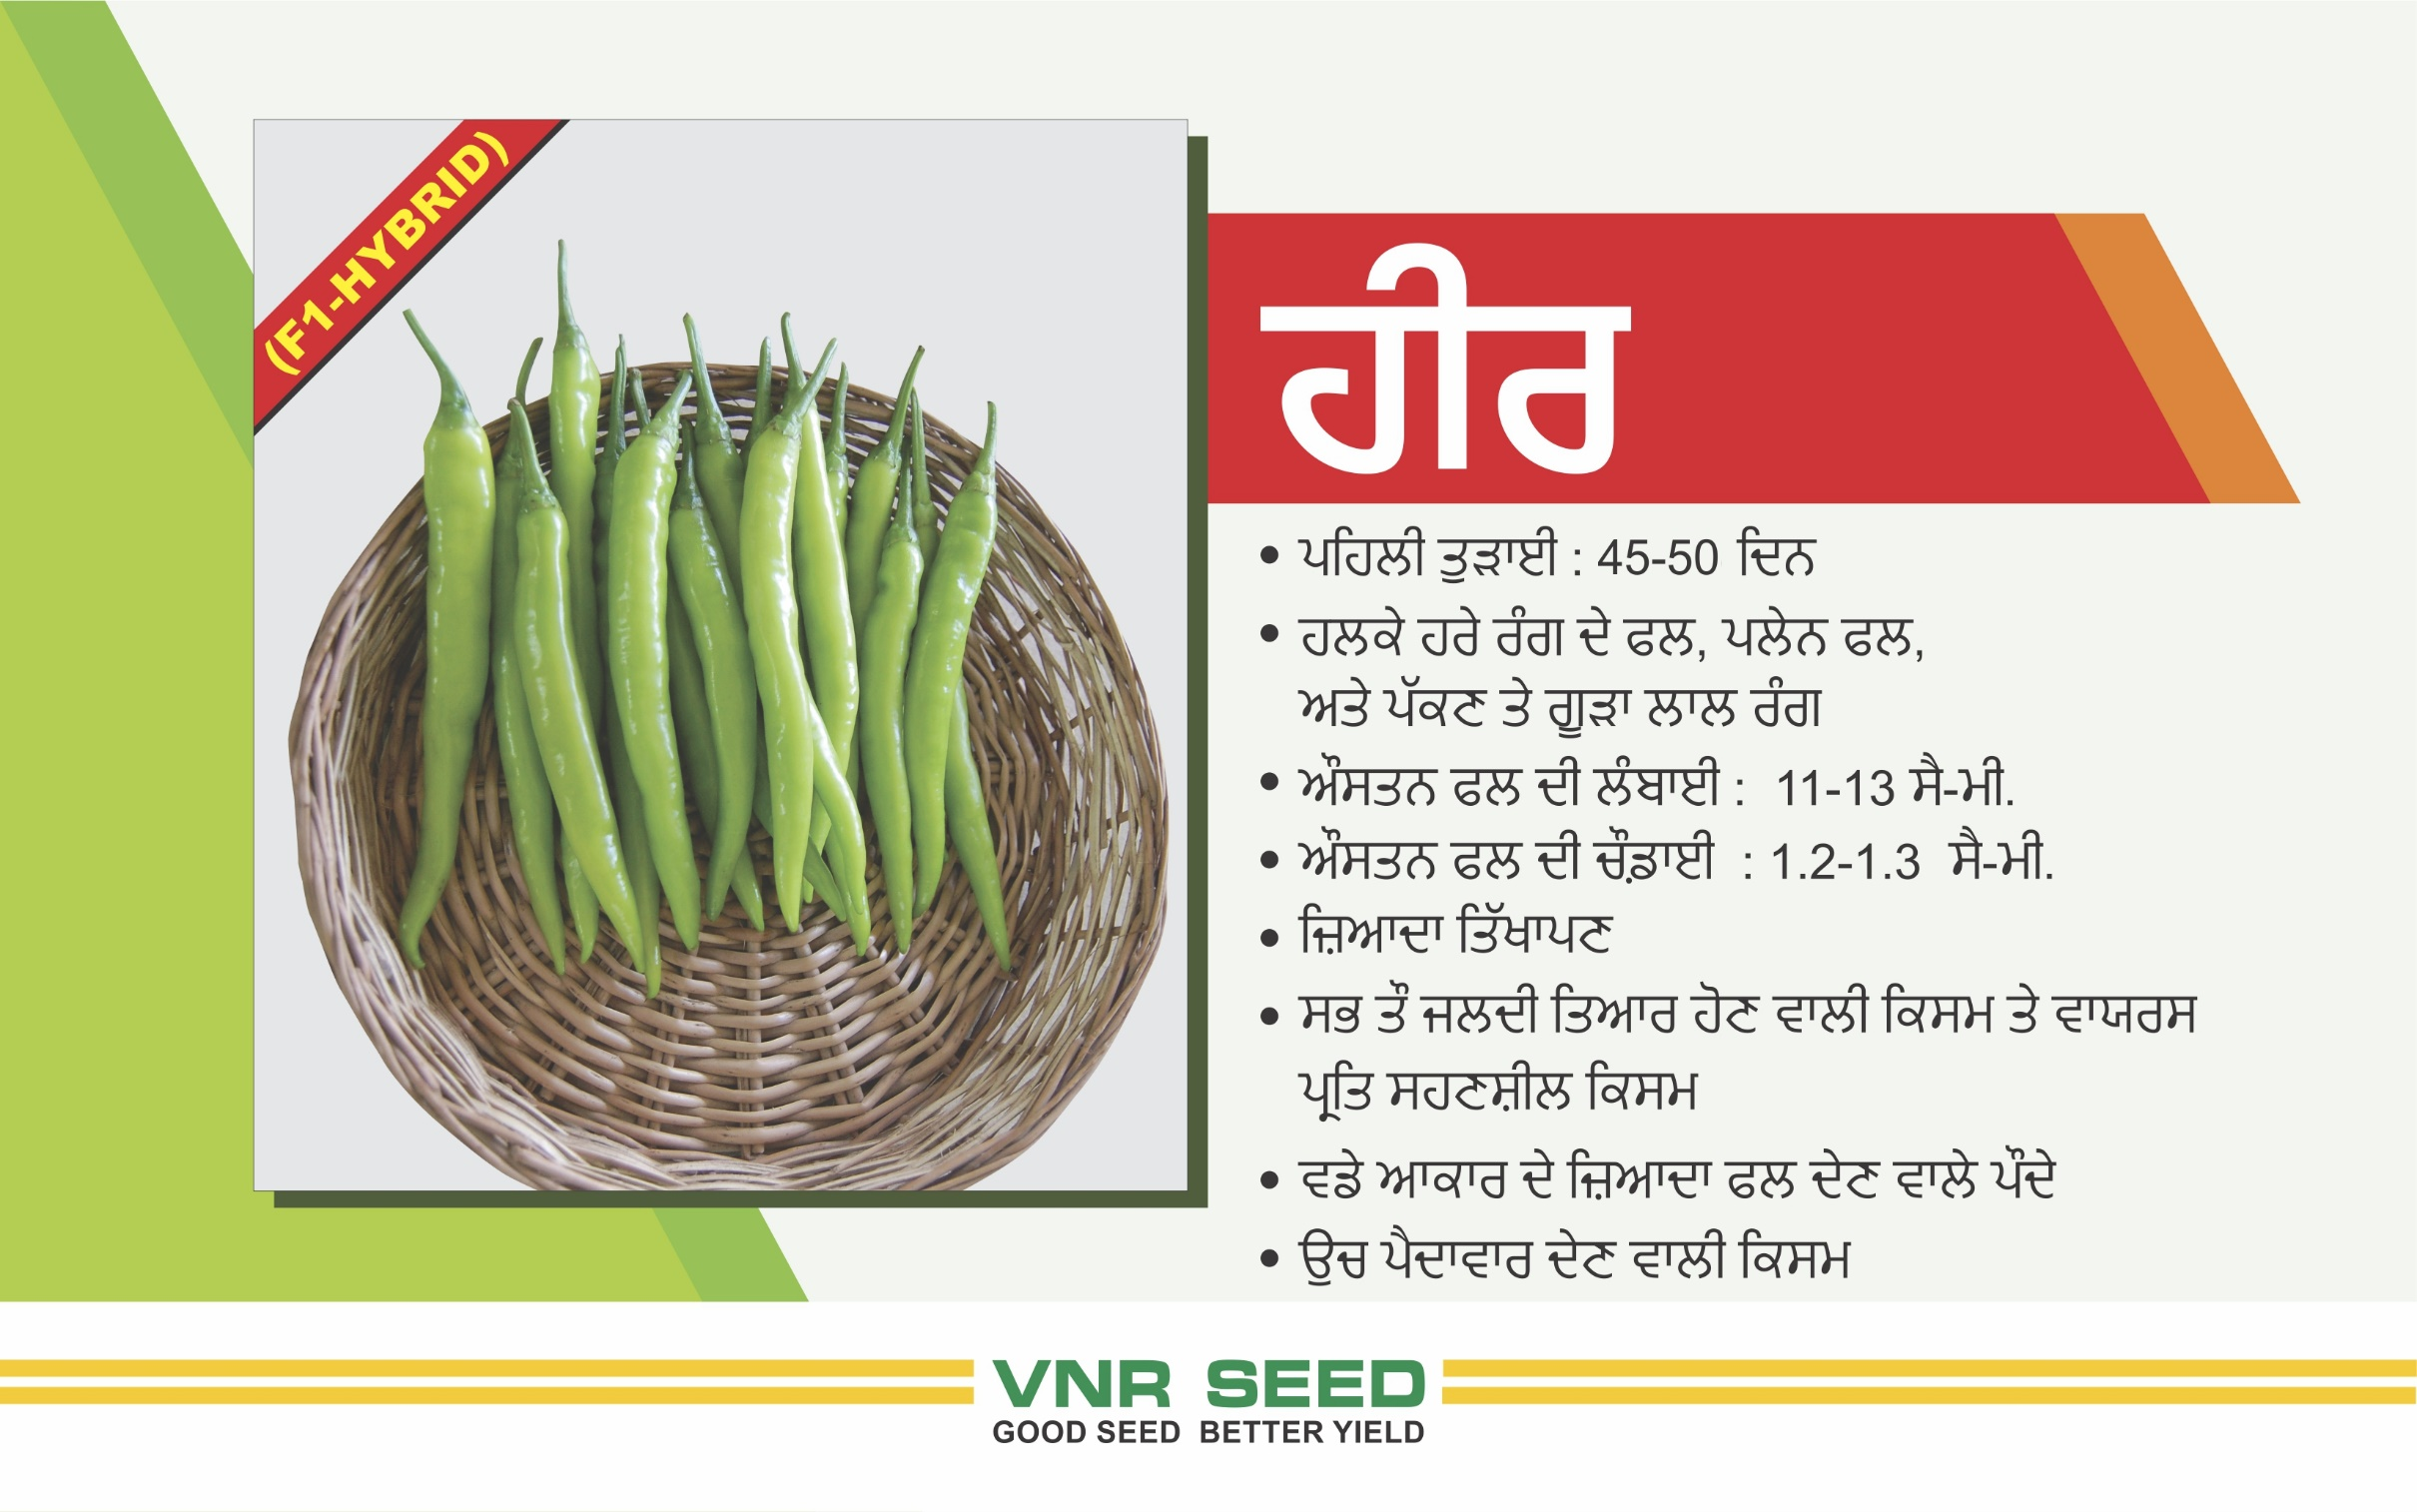 (F1-HYBRID)
ਹੀਰ
• ਪਹਿਲੀ ਤੁੜਾਈ : 45-50 ਦਿਨ
• ਹਲਕੇ ਹਰੇ ਰੰਗ ਦੇ ਫਲ, ਪਲੇਨ ਫਲ,
ਅਤੇ ਪੱਕਣ ਤੇ ਗੂੜਾ ਲਾਲ ਰੰਗ
• ਔਸਤਨ ਫਲ ਦੀ ਲੰਬਾਈ : 11-13 ਸੈ-ਮੀ.
• ਔਸਤਨ ਫਲ ਦੀ ਚੌਂੜਾਈ : 1.2-1.3 ਸੈ-ਮੀ.
• ਜ਼ਿਆਦਾ ਤਿੱਖਾਪਣ
• ਸਭ ਤੋਂ ਜਲਦੀ ਤਿਆਰ ਹੋਣ ਵਾਲੀ ਕਿਸਮ ਤੇ ਵਾਯਰਸ
ਪ੍ਰਤਿ ਸਹਣਸ਼ੀਲ ਕਿਸਮ
• ਵਡੇ ਆਕਾਰ ਦੇ ਜ਼ਿਆਦਾ ਫਲ ਦੇਣ ਵਾਲੇ ਪੌਦੇ
• ਉਚ ਪੈਦਾਵਾਰ ਦੇਣ ਵਾਲੀ ਕਿਸਮ
VNR SEED
GOOD SEED BETTER YIELD